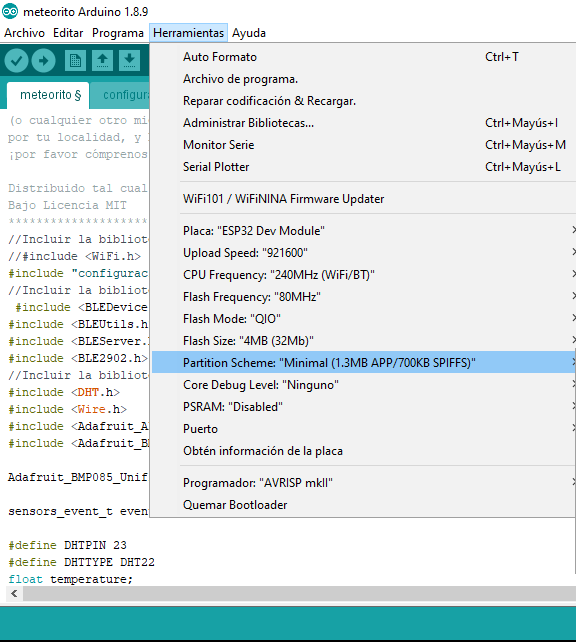 meteorito Arduino 1.8.9
Archivo Editar Programa Herramientas Ayuda
Auto Formato Ctrl+T
Archivo de programa.
Reparar codificación & Recargar.
Administrar Bibliotecas... Ctrl+Mayús+I
Monitor Serie Ctrl+Mayús+M
Serial Plotter Ctrl+Mayús+L
WiFi101 / WiFiNINA Firmware Updater
Placa: "ESP32 Dev Module"
Upload Speed: "921600"
CPU Frequency: "240MHz (WiFi/BT)"
Flash Frequency: "80MHz"
Flash Mode: "QIO"
Flash Size: "4MB (32Mb)"
Partition Scheme: "Minimal (1.3MB APP/700KB SPIFFS)"
Core Debug Level: "Ninguno"
PSRAM: "Disabled"
Puerto
Obtén información de la placa
Programador: "AVRISP mkII"
Quemar Bootloader
meteorito § configura
(o cualquier otro mi
por tu localidad, y
¡por favor cómprenos
Distribuido tal cual
Bajo Licencia MIT
*********************
//Incluir la bibliot
//#include <WiFi.h>
#include "configurac
//Incluir la bibliot
#include <BLEDevice
#include <BLEUtils.h
#include <BLEServer.
#include <BLE2902.h>
//Incluir la bibliot
#include <DHT.h>
#include <Wire.h>
#include <Adafruit_A
#include <Adafruit_B
Adafruit_BMP085_Unif
sensors_event_t even
#define DHTPIN 23
#define DHTTYPE DHT22
float temperature;